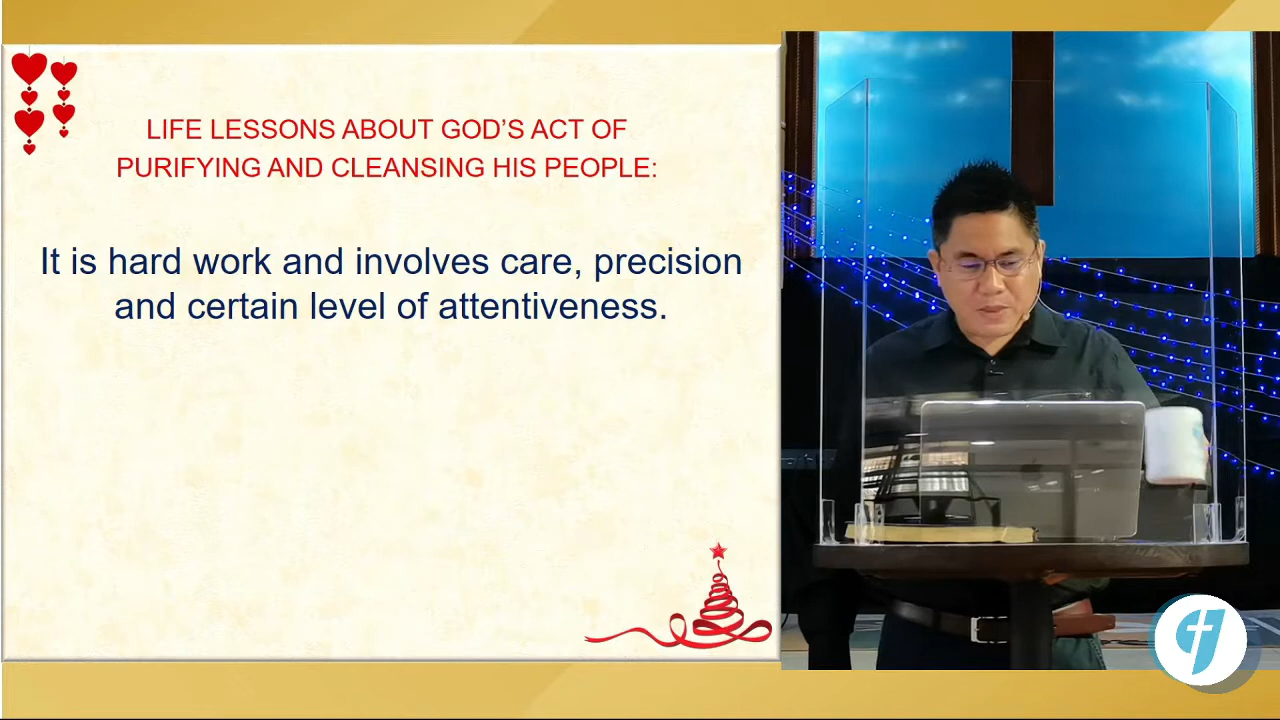 LIFE LESSONS ABOUT GOD’S ACT OF
PURIFYING AND CLEANSING HIS PEOPLE:
It is hard work and involves care, precision
and certain level of attentiveness.